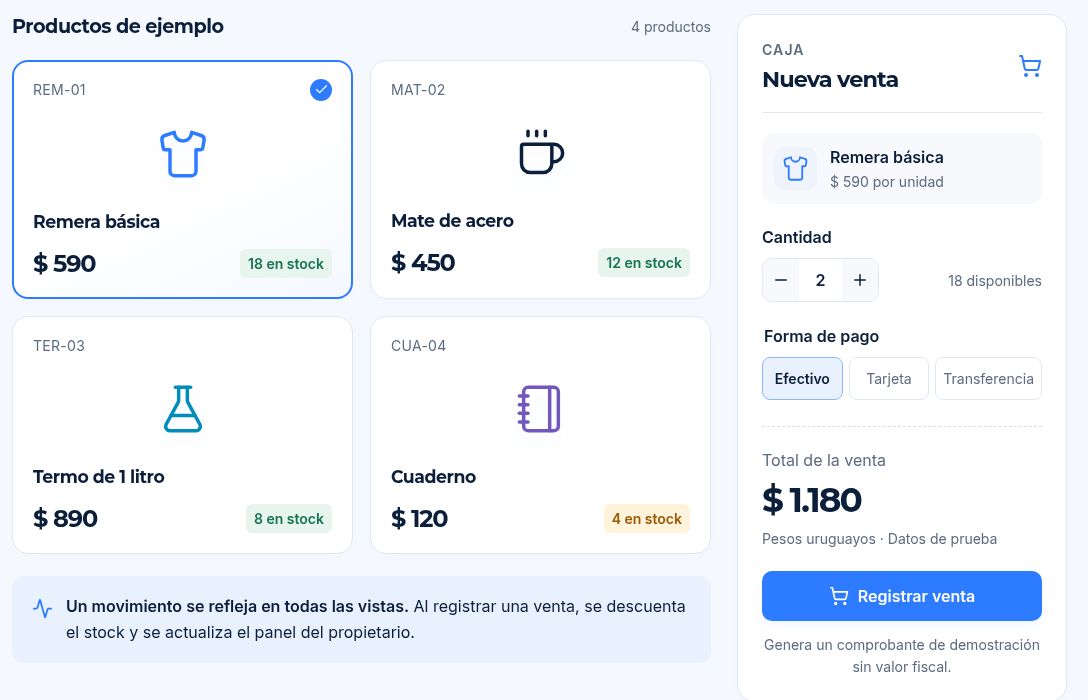 Productos de ejemplo
4 productos
REM-01
Remera básica
$ 590
18 en stock
MAT-02
Mate de acero
$ 450
12 en stock
TER-03
Termo de 1 litro
$ 890
8 en stock
CUA-04
Cuaderno
$ 120
4 en stock
Un movimiento se refleja en todas las vistas. Al registrar una venta, se descuenta
el stock y se actualiza el panel del propietario.
CAJA
Nueva venta
Remera básica
$ 590 por unidad
Cantidad
− 2 +
18 disponibles
Forma de pago
Efectivo
Tarjeta
Transferencia
Total de la venta
$ 1.180
Pesos uruguayos · Datos de prueba
Registrar venta
Genera un comprobante de demostración
sin valor fiscal.